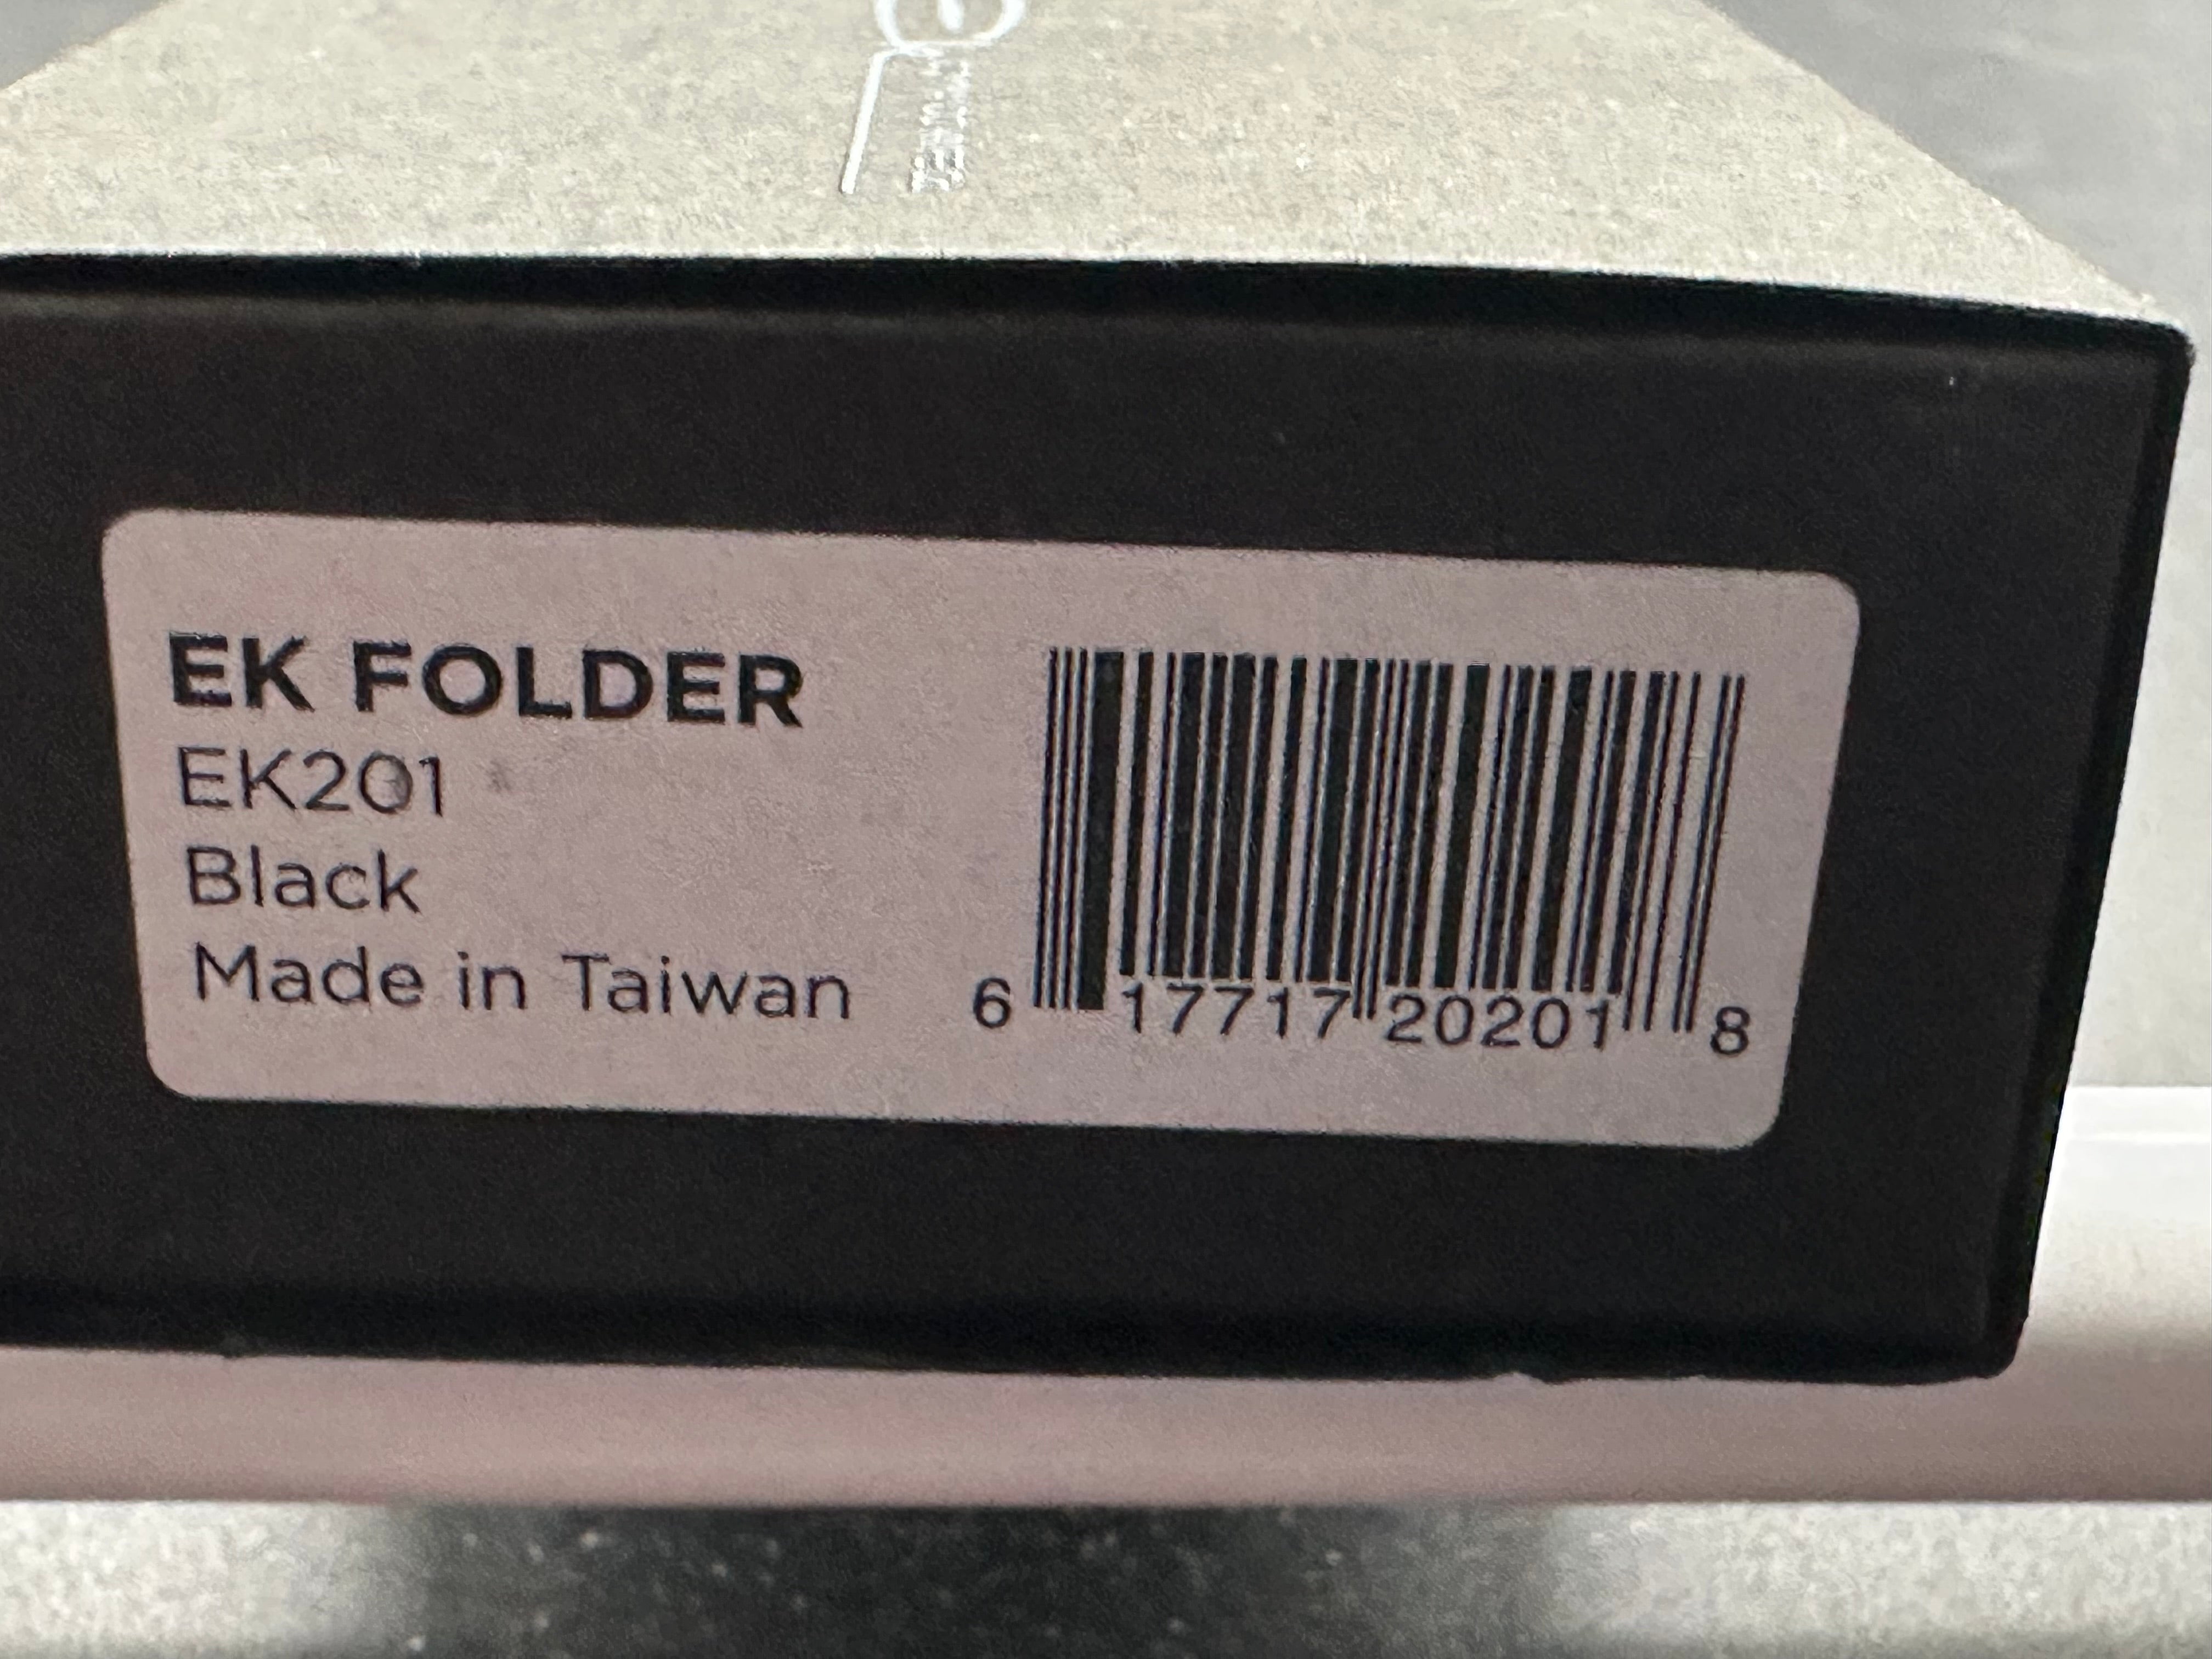 EK FOLDER
EK201
Black
Made in Taiwan
6 17717 20201 8